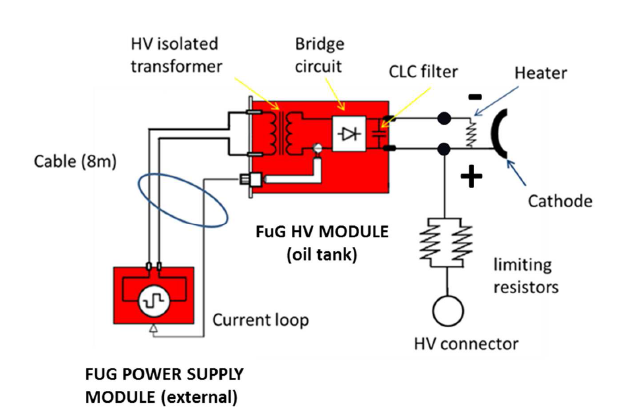 HV isolated
transformer
Bridge
circuit
CLC filter
Heater
-
Cable (8m)
+
Cathode
FuG HV MODULE
(oil tank)
limiting
resistors
Current loop
HV connector
FUG POWER SUPPLY
MODULE (external)